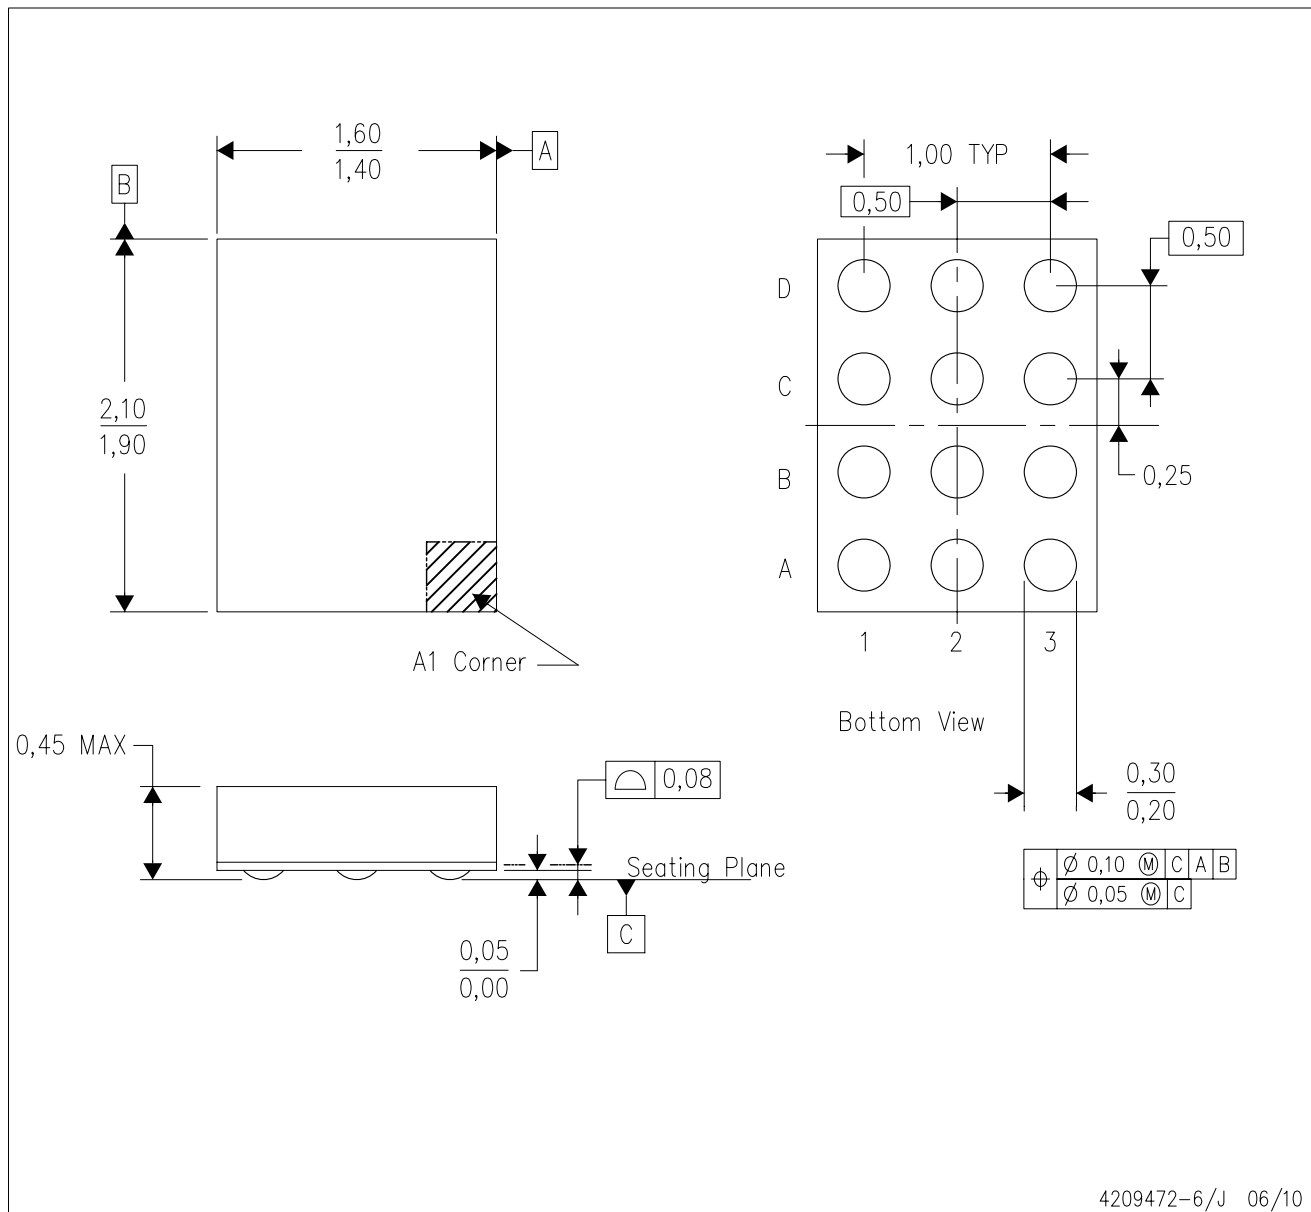 1,60
1,40
A
B
2,10
1,90
A1 Corner
1,00 TYP
0,50
0,50
D
C
B
A
0,25
1 2 3
Bottom View
0,30
0,20
Ø 0,10 Ⓜ C A B
Ø 0,05 Ⓜ C
0,45 MAX
0,08
Seating Plane
C
0,05
0,00
4209472-6/J 06/10